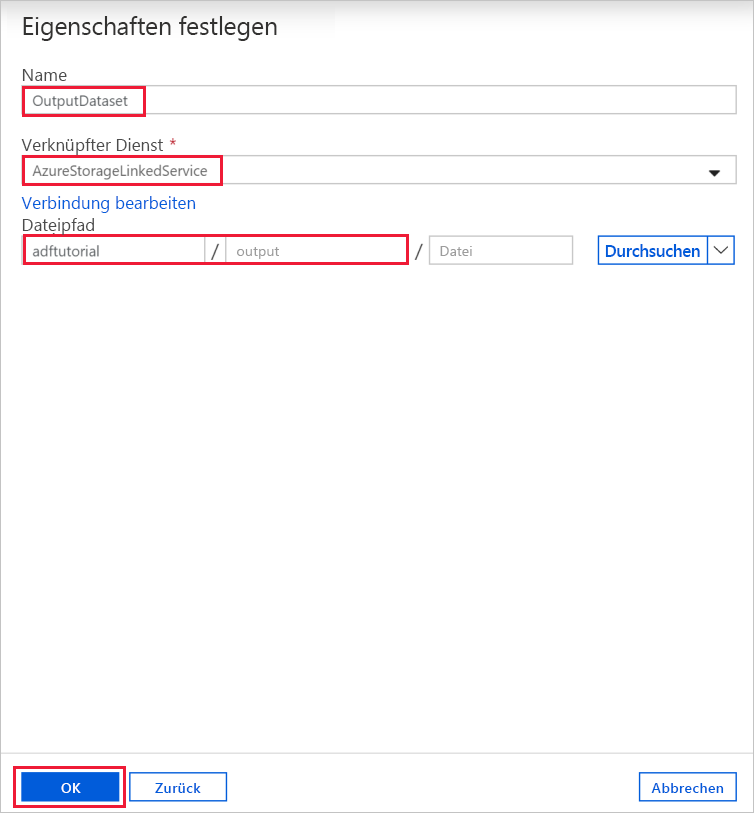 Eigenschaften festlegen
Name
OutputDataset
Verknüpfter Dienst *
AzureStorageLinkedService
Verbindung bearbeiten
Dateipfad
adftutorial / output / Datei Durchsuchen
OK Zurück Abbrechen